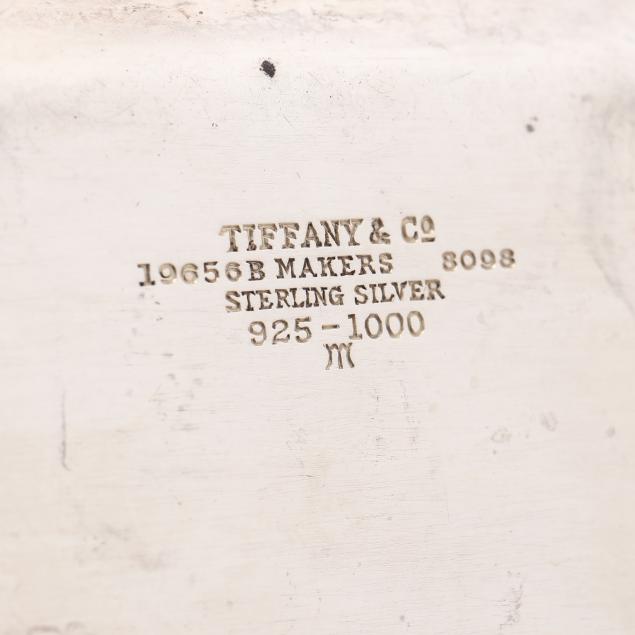 TIFFANY & Cº
19656B MAKERS 8098
STERLING SILVER
925-1000
m